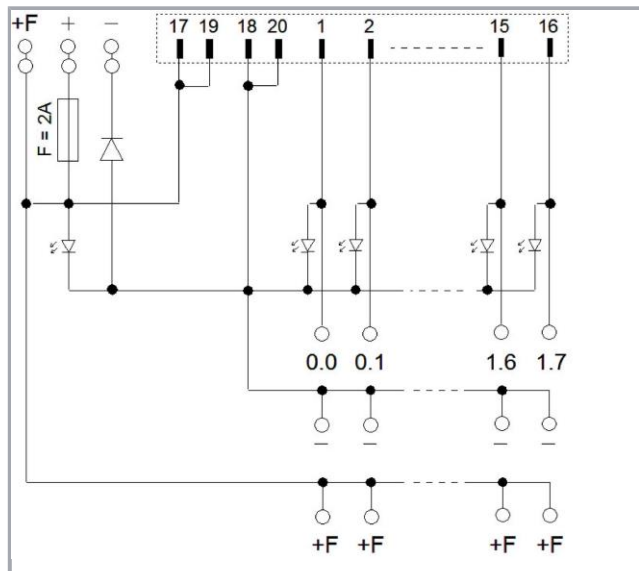 +F + − 17 19 18 20 1 2 15 16
F = 2A
0.0 0.1 1.6 1.7
− − − −
+F +F +F +F